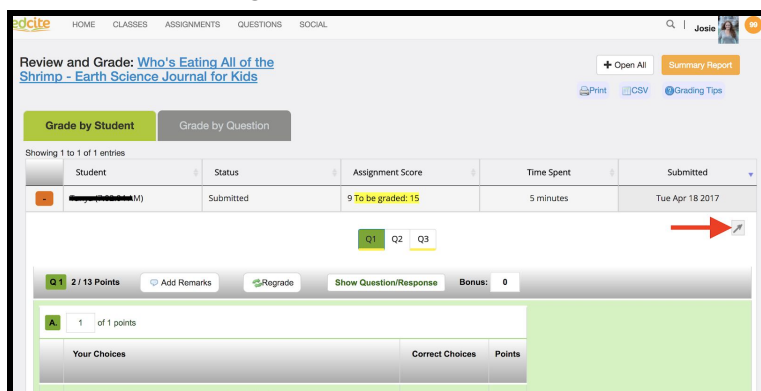 edcite HOME CLASSES ASSIGNMENTS QUESTIONS SOCIAL Josie 99
Review and Grade: Who's Eating All of the
Shrimp - Earth Science Journal for Kids
+ Open All Summary Report
Print CSV Grading Tips
Grade by Student Grade by Question
Showing 1 to 1 of 1 entries
Student Status Assignment Score Time Spent Submitted
- AM) Submitted 9 To be graded: 15 5 minutes Tue Apr 18 2017
Q1 Q2 Q3
Q 1 2 / 13 Points Add Remarks Regrade Show Question/Response Bonus: 0
A. 1 of 1 points
Your Choices Correct Choices Points